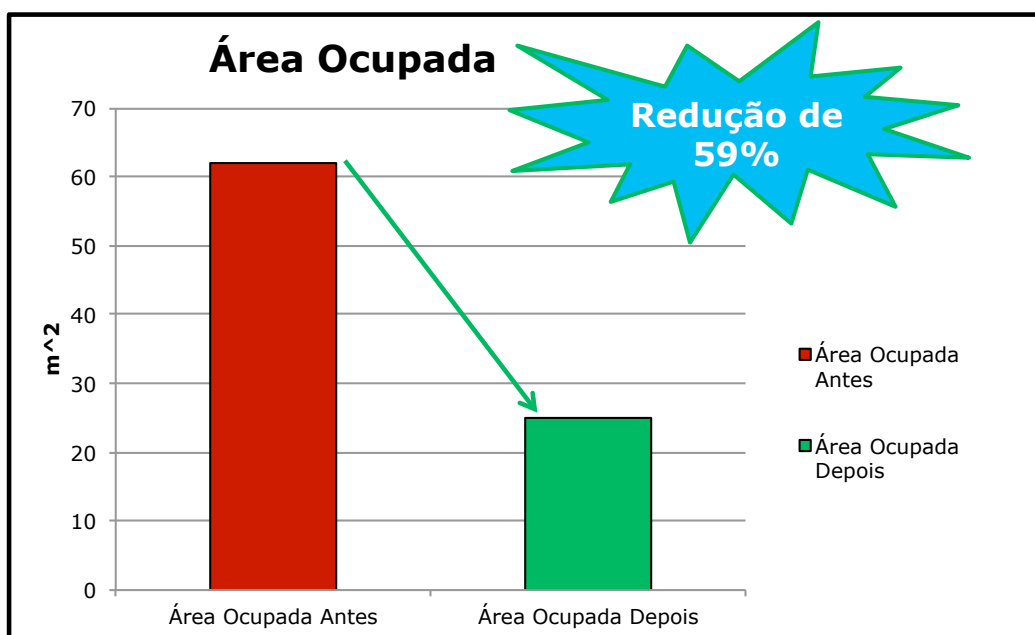 Área Ocupada
Redução de
59%
70
60
50
40
30
20
10
0
m^2
Área Ocupada Antes
Área Ocupada Depois
Área Ocupada
Antes
Área Ocupada
Depois